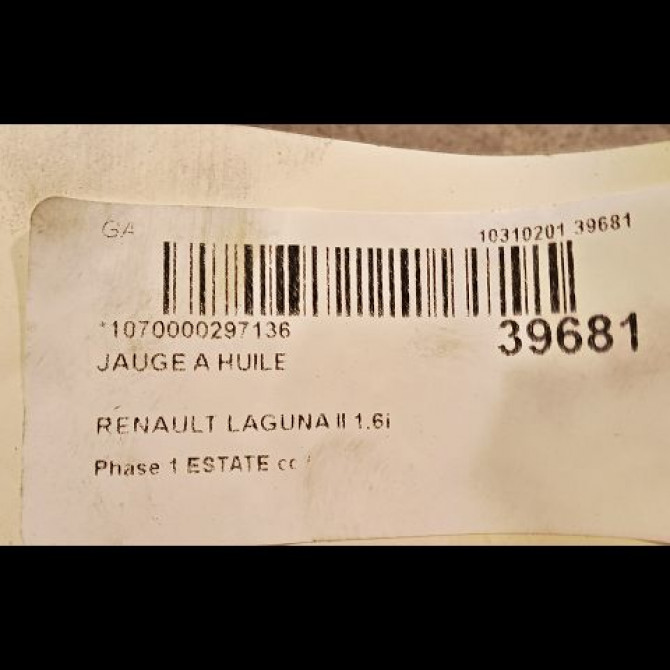 GA
10310201 39681
*1070000297136
39681
JAUGE A HUILE
RENAULT LAGUNA II 1.6i
Phase 1 ESTATE